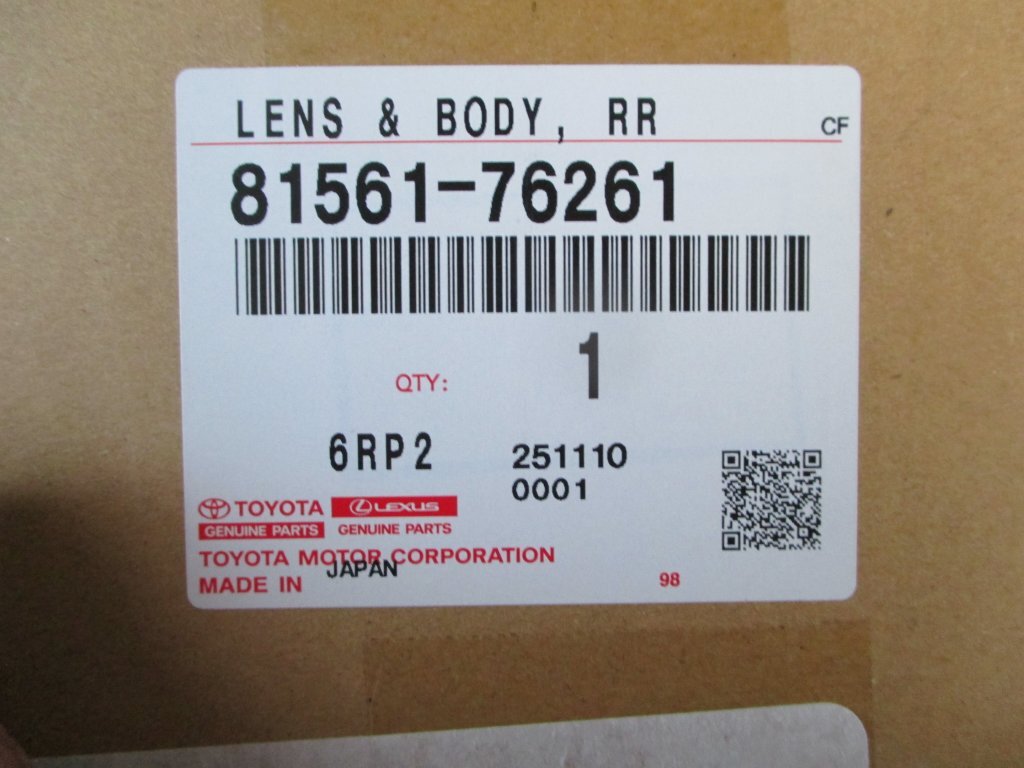 LENS & BODY, RR
CF
81561-76261
QTY: 1
6RP2 251110
0001
TOYOTA LEXUS
GENUINE PARTS GENUINE PARTS
TOYOTA MOTOR CORPORATION
MADE IN JAPAN
98